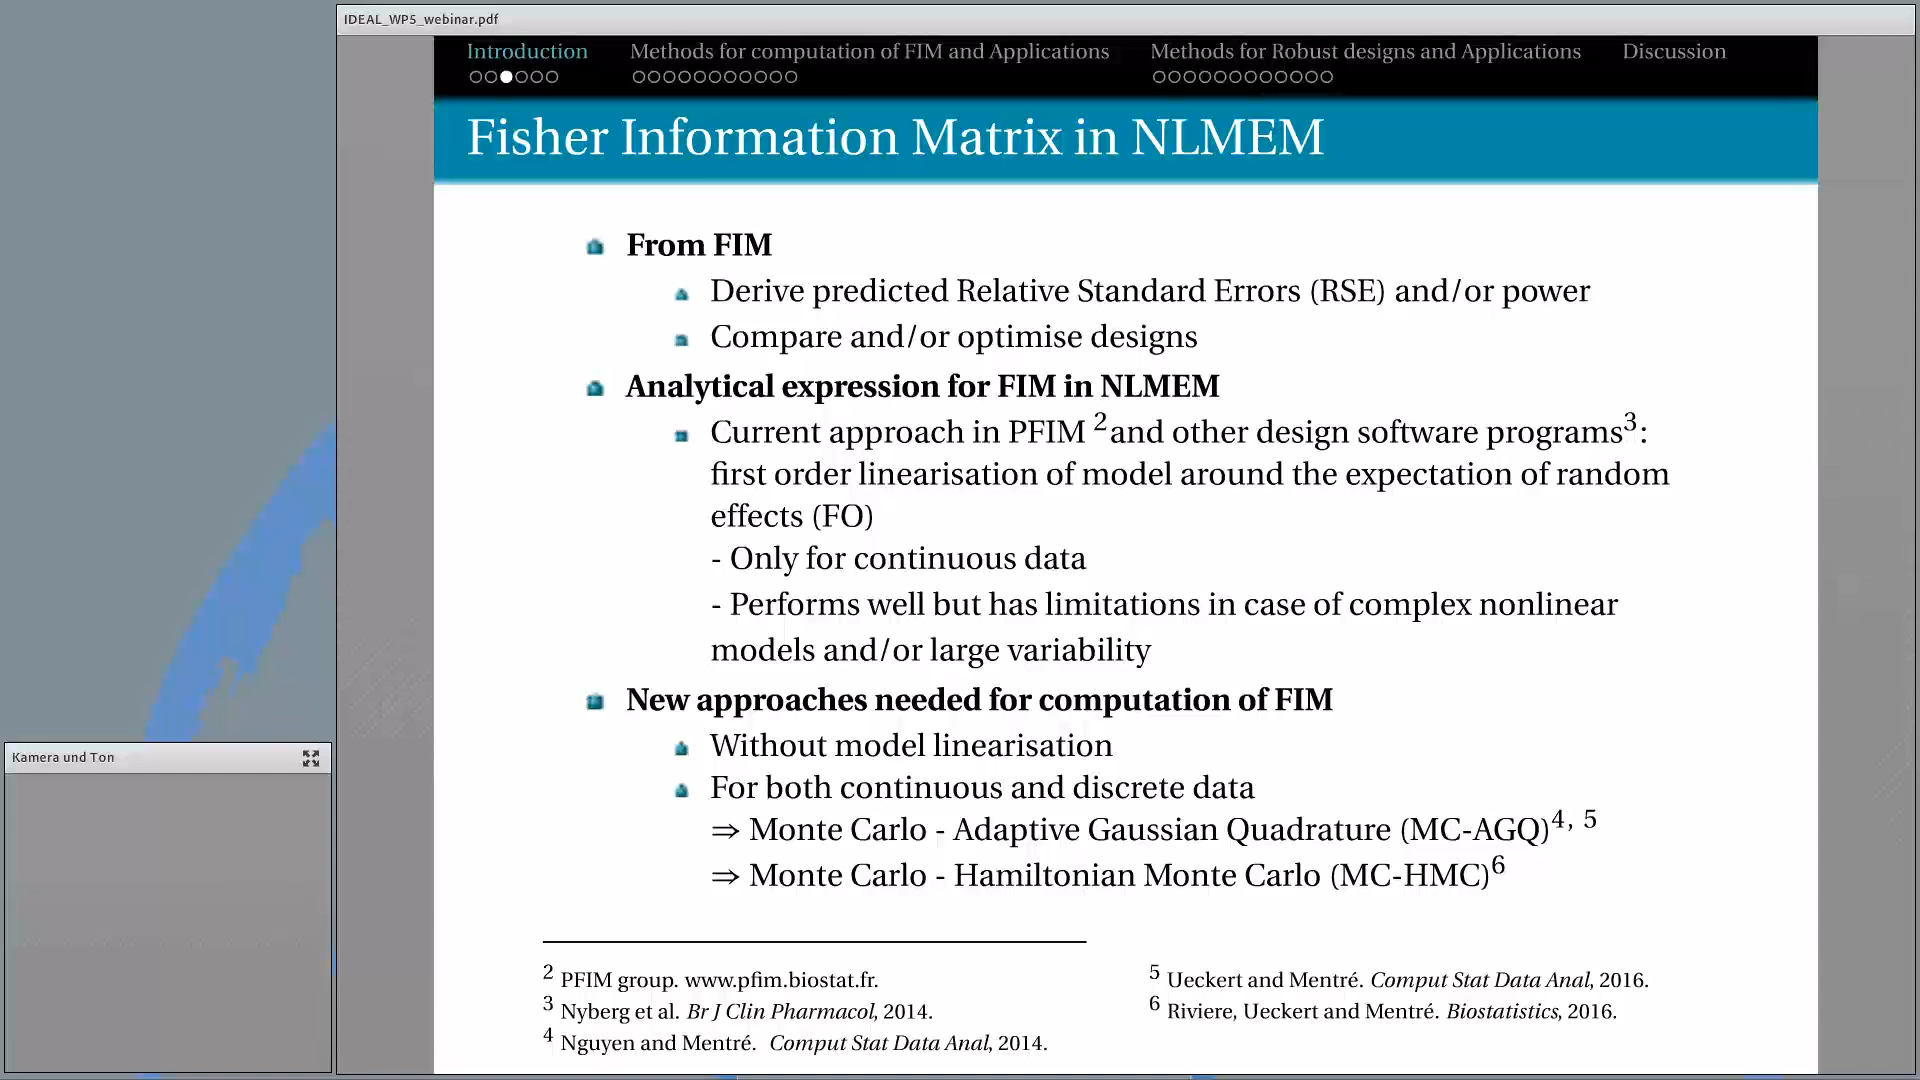 IDEAL_WP5_webinar.pdf
Introduction
Methods for computation of FIM and Applications
Methods for Robust designs and Applications
Discussion
Fisher Information Matrix in NLMEM
From FIM
Derive predicted Relative Standard Errors (RSE) and/or power
Compare and/or optimise designs
Analytical expression for FIM in NLMEM
Current approach in PFIM ²and other design software programs³:
first order linearisation of model around the expectation of random
effects (FO)
- Only for continuous data
- Performs well but has limitations in case of complex nonlinear
models and/or large variability
New approaches needed for computation of FIM
Without model linearisation
For both continuous and discrete data
⇒ Monte Carlo - Adaptive Gaussian Quadrature (MC-AGQ)⁴, ⁵
⇒ Monte Carlo - Hamiltonian Monte Carlo (MC-HMC)⁶
² PFIM group. www.pfim.biostat.fr.
³ Nyberg et al. Br J Clin Pharmacol, 2014.
⁴ Nguyen and Mentré. Comput Stat Data Anal, 2014.
⁵ Ueckert and Mentré. Comput Stat Data Anal, 2016.
⁶ Riviere, Ueckert and Mentré. Biostatistics, 2016.
Kamera und Ton